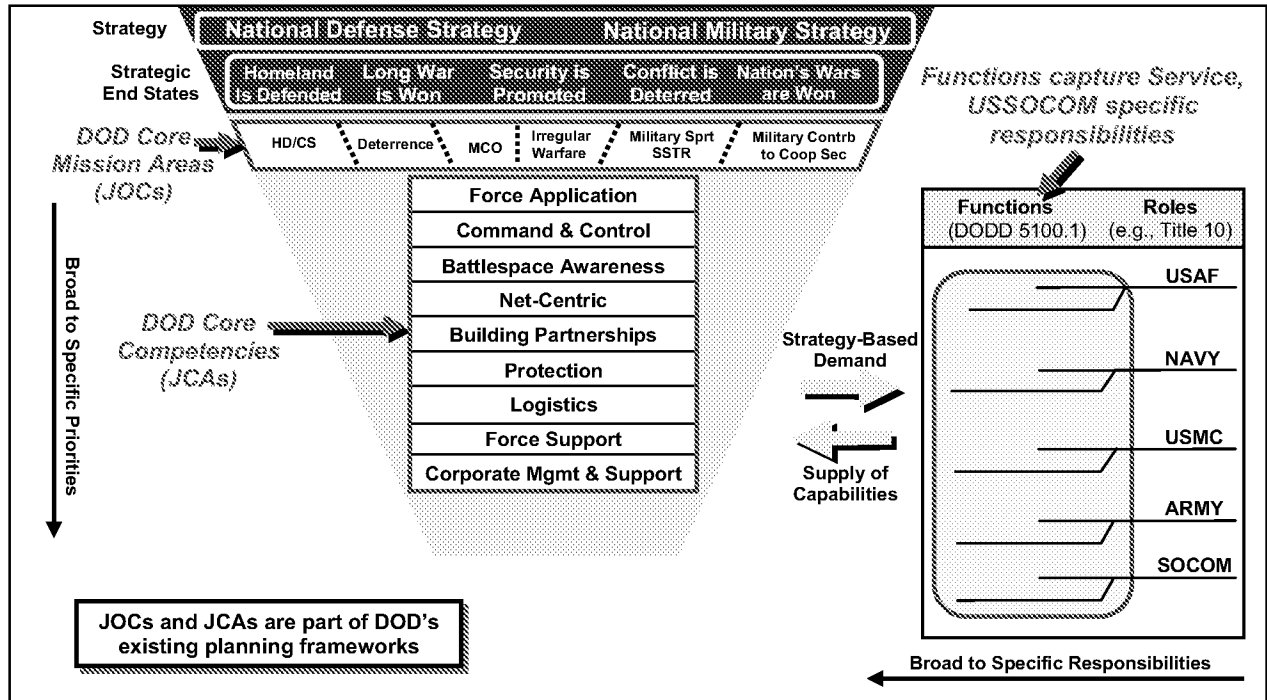 Strategy
National Defense Strategy National Military Strategy
Strategic
End States
Homeland
is Defended
Long War
is Won
Security is
Promoted
Conflict is
Deterred
Nation's Wars
are Won
DOD Core
Mission Areas
(JOCs)
HD/CS
Deterrence
MCO
Irregular
Warfare
Military Sprt
SSTR
Military Contrb
to Coop Sec
Functions capture Service,
USSOCOM specific
responsibilities
Broad to Specific Priorities
DOD Core
Competencies
(JCAs)
Force Application
Command & Control
Battlespace Awareness
Net-Centric
Building Partnerships
Protection
Logistics
Force Support
Corporate Mgmt & Support
Strategy-Based
Demand
Supply of
Capabilities
Functions
(DODD 5100.1)
Roles
(e.g., Title 10)
USAF
NAVY
USMC
ARMY
SOCOM
JOCs and JCAs are part of DOD's
existing planning frameworks
Broad to Specific Responsibilities